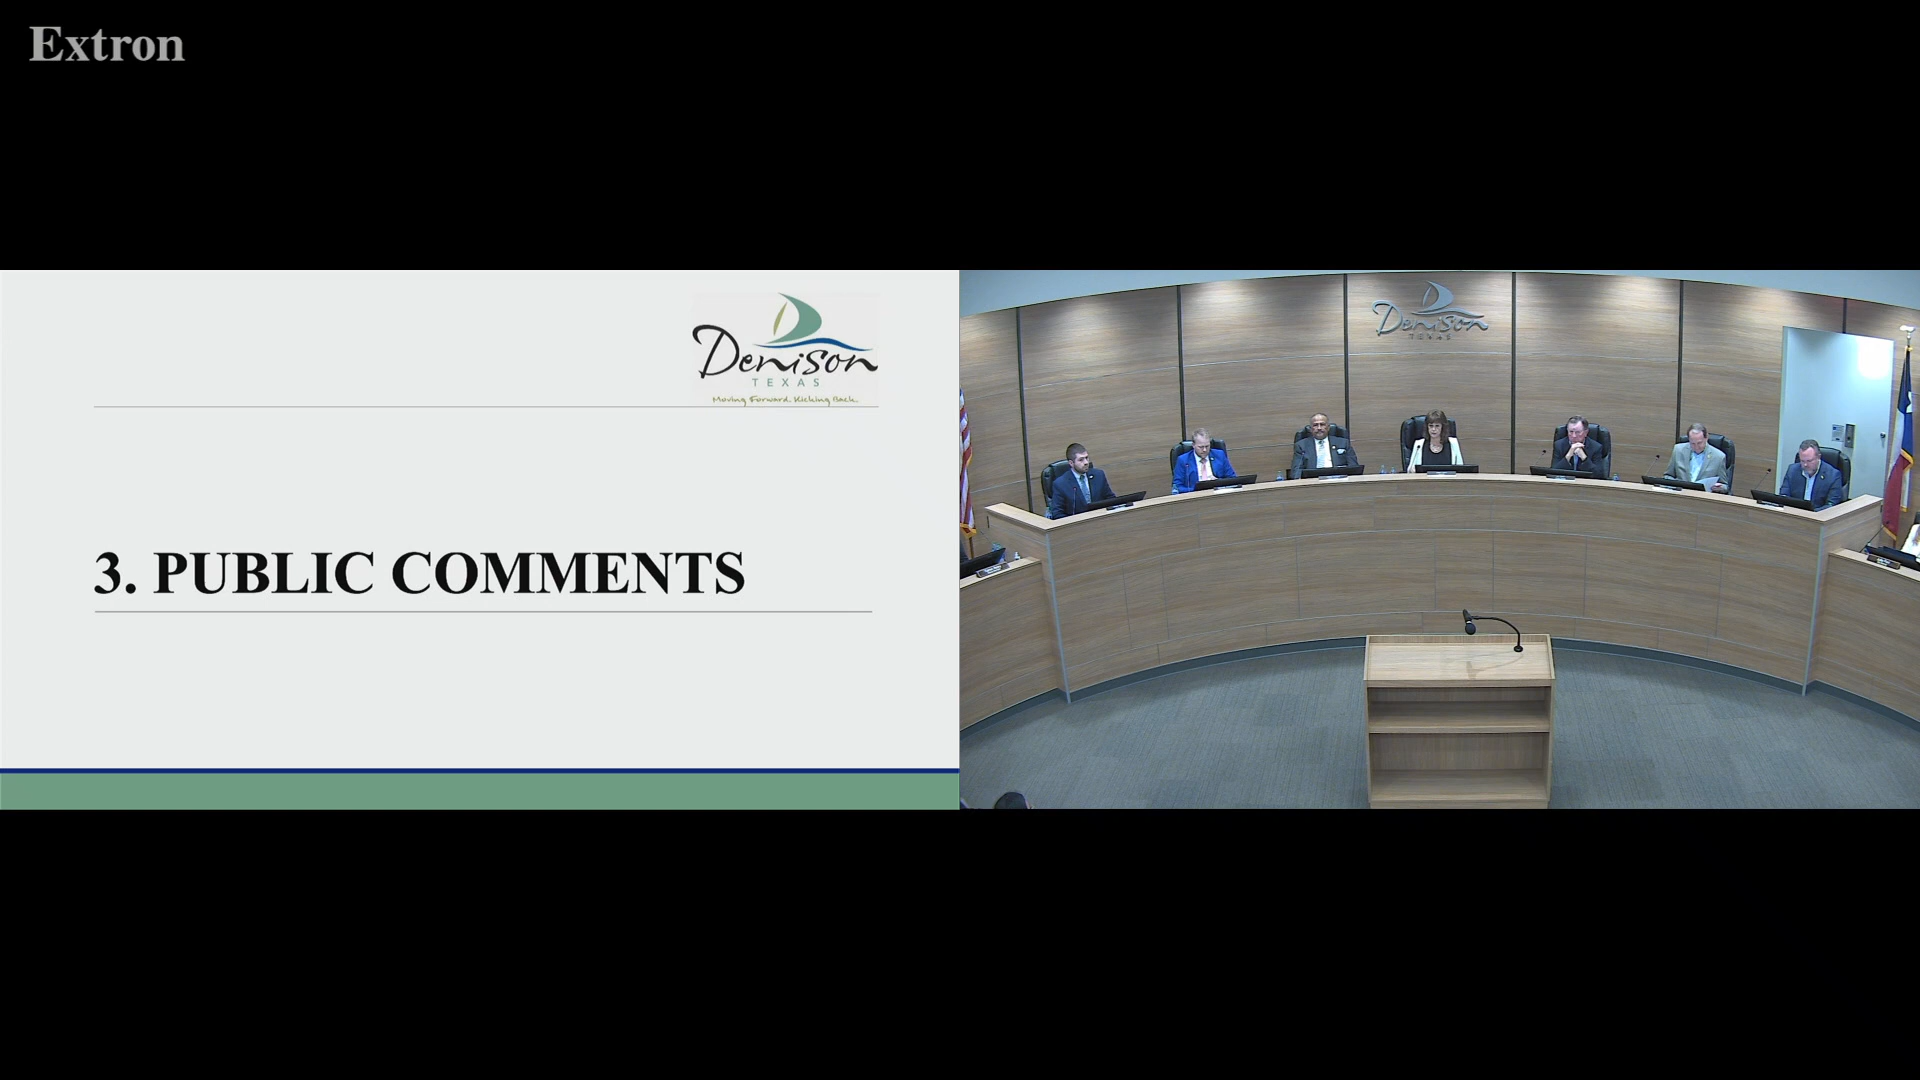 Extron
Denison
TEXAS
Moving Forward. Kicking Back.
3. PUBLIC COMMENTS
Denison
TEXAS